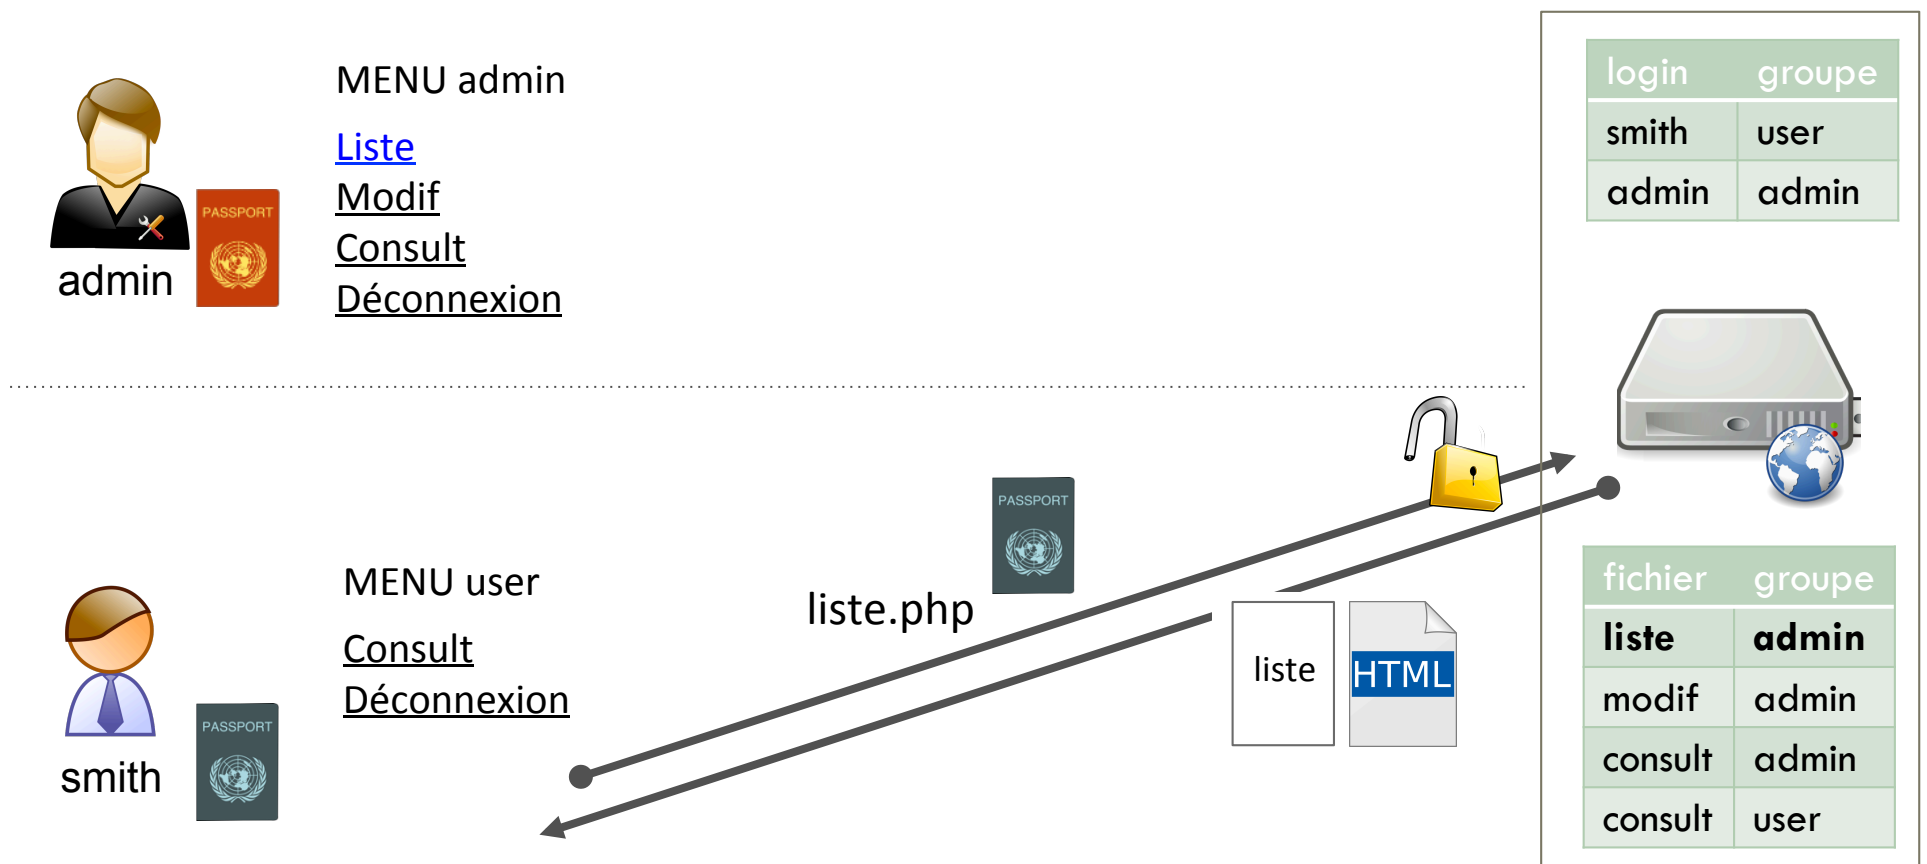 MENU admin
Liste
Modif
Consult
Déconnexion
PASSPORT
admin
login groupe
smith user
admin admin
MENU user
Consult
Déconnexion
PASSPORT
smith
PASSPORT
liste.php
liste
HTML
fichier groupe
liste admin
modif admin
consult admin
consult user